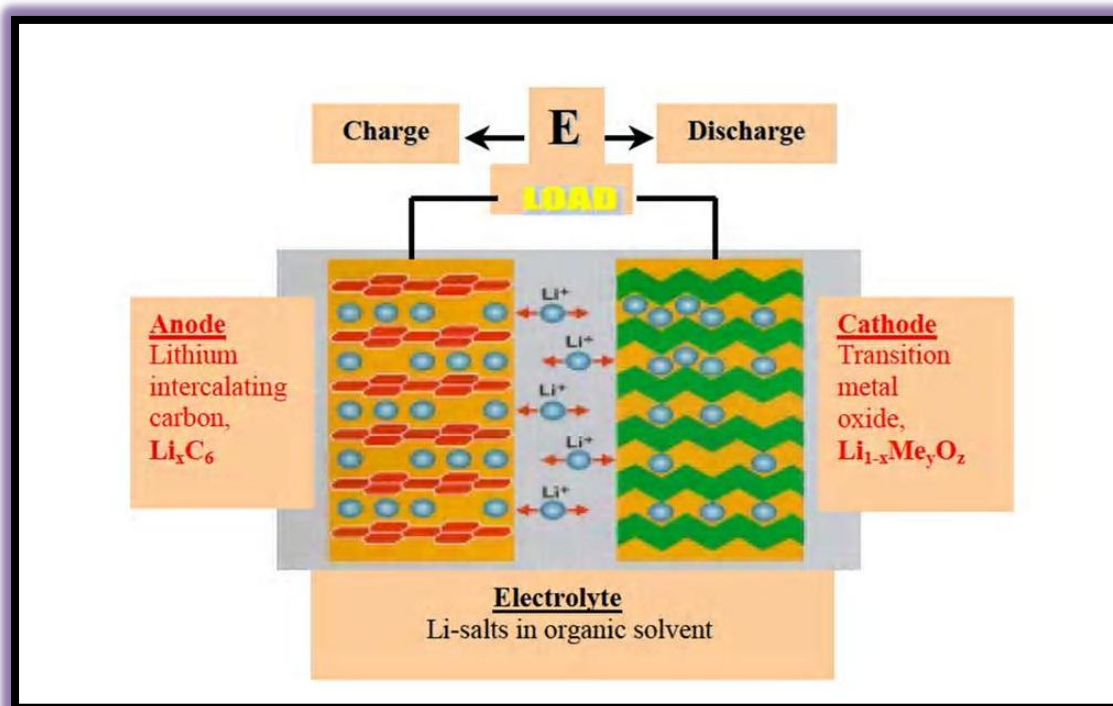 E
Charge
Discharge
LOAD
Anode
Lithium
intercalating
carbon,
LiₓC₆
Li⁺
Li⁺
Li⁺
Li⁺
Li⁺
Cathode
Transition
metal
oxide,
Li₁₋ₓMeᵧO_z
Electrolyte
Li-salts in organic solvent